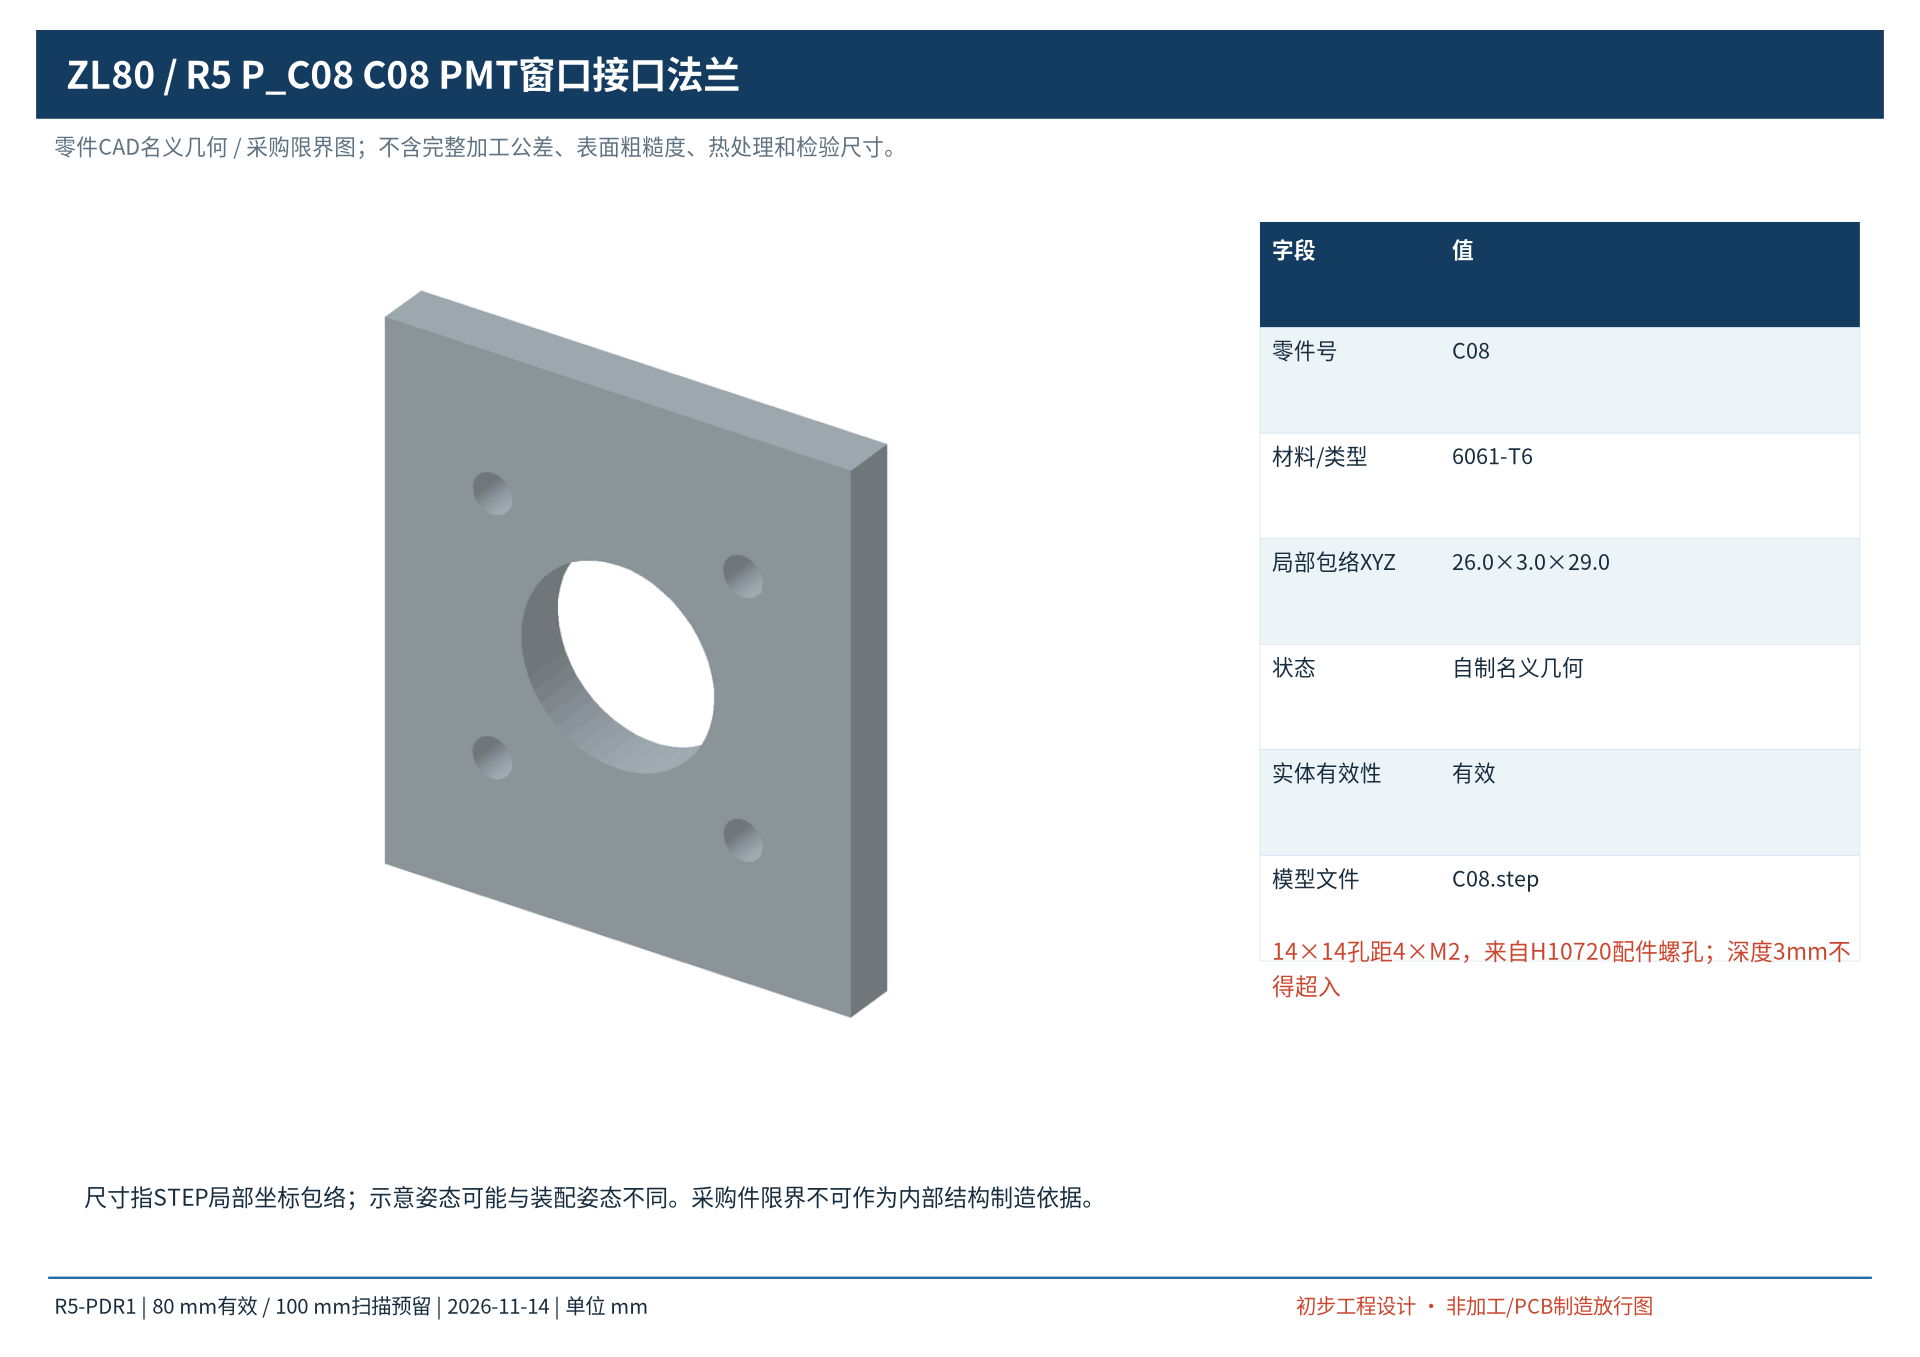 ZL80 / R5 P_C08 C08 PMT窗口接口法兰
零件CAD名义几何 / 采购限界图；不含完整加工公差、表面粗糙度、热处理和检验尺寸。
字段 值
零件号 C08
材料/类型 6061-T6
局部包络XYZ 26.0×3.0×29.0
状态 自制名义几何
实体有效性 有效
模型文件 C08.step
14×14孔距4×M2，来自H10720配件螺孔；深度3mm不
得超入
尺寸指STEP局部坐标包络；示意姿态可能与装配姿态不同。采购件限界不可作为内部结构制造依据。
R5-PDR1 | 80 mm有效 / 100 mm扫描预留 | 2026-11-14 | 单位 mm
初步工程设计 · 非加工/PCB制造放行图